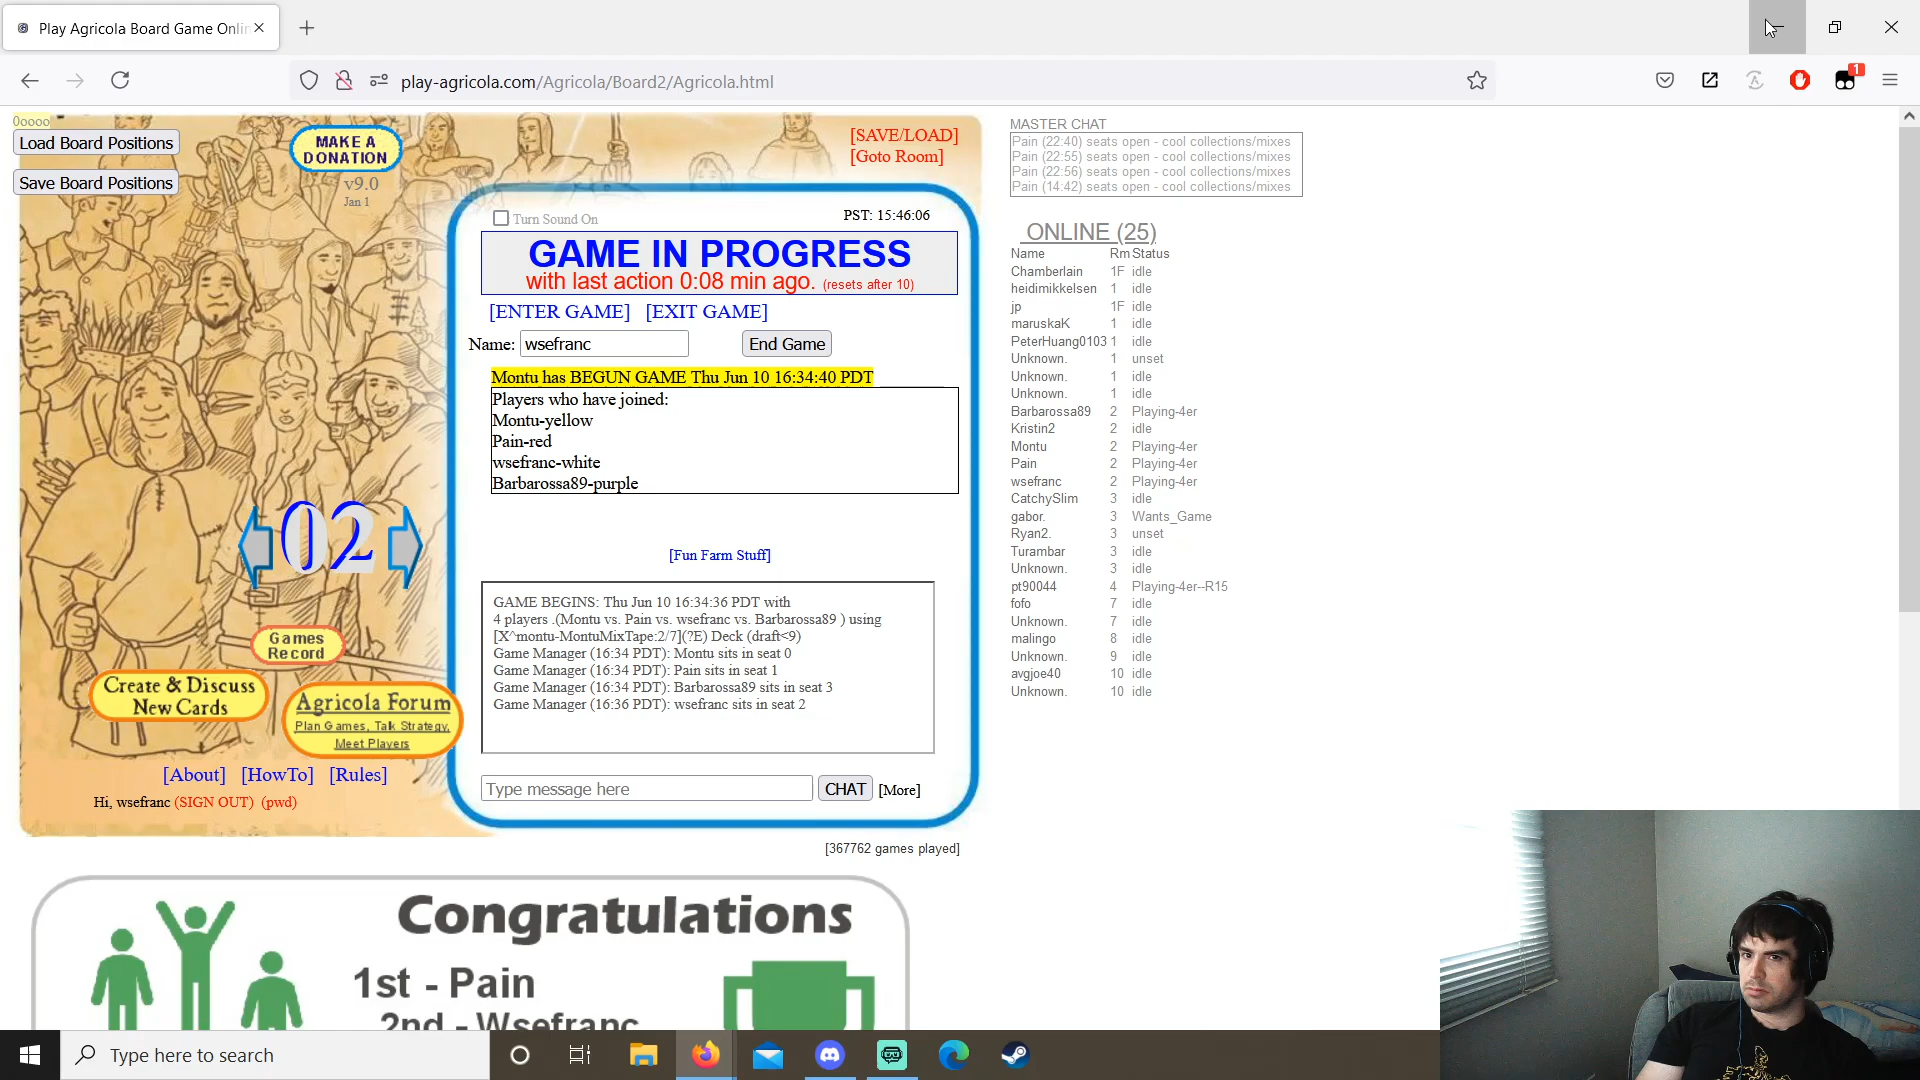 Play Agricola Board Game Onlin
play-agricola.com/Agricola/Board2/Agricola.html
1
0oooo
Load Board Positions
Save Board Positions
MAKE A
DONATION
v9.0
Jan 1
[SAVE/LOAD]
[Goto Room]
Turn Sound On
PST: 15:46:06
GAME IN PROGRESS
with last action 0:08 min ago. (resets after 10)
[ENTER GAME] [EXIT GAME]
Name: wsefranc
End Game
Montu has BEGUN GAME Thu Jun 10 16:34:40 PDT
Players who have joined:
Montu-yellow
Pain-red
wsefranc-white
Barbarossa89-purple
[Fun Farm Stuff]
02
GAME BEGINS: Thu Jun 10 16:34:36 PDT with
4 players .(Montu vs. Pain vs. wsefranc vs. Barbarossa89 ) using
[X^montu-MontuMixTape:2/7](?E) Deck (draft<9)
Game Manager (16:34 PDT): Montu sits in seat 0
Game Manager (16:34 PDT): Pain sits in seat 1
Game Manager (16:34 PDT): Barbarossa89 sits in seat 3
Game Manager (16:36 PDT): wsefranc sits in seat 2
Games
Record
Create & Discuss
New Cards
Agricola Forum
Plan Games, Talk Strategy,
Meet Players
[About] [HowTo] [Rules]
Hi, wsefranc (SIGN OUT) (pwd)
Type message here
CHAT
[More]
[367762 games played]
Congratulations
1st - Pain
2nd - Wsefranc
MASTER CHAT
Pain (22:40) seats open - cool collections/mixes
Pain (22:55) seats open - cool collections/mixes
Pain (22:56) seats open - cool collections/mixes
Pain (14:42) seats open - cool collections/mixes
ONLINE (25)
Name Rm Status
Chamberlain 1F idle
heidimikkelsen 1 idle
jp 1F idle
maruskaK 1 idle
PeterHuang0103 1 idle
Unknown. 1 unset
Unknown. 1 idle
Unknown. 1 idle
Barbarossa89 2 Playing-4er
Kristin2 2 idle
Montu 2 Playing-4er
Pain 2 Playing-4er
wsefranc 2 Playing-4er
CatchySlim 3 idle
gabor. 3 Wants_Game
Ryan2. 3 unset
Turambar 3 idle
Unknown. 3 idle
pt90044 4 Playing-4er--R15
fofo 7 idle
Unknown. 7 idle
malingo 8 idle
Unknown. 9 idle
avgjoe40 10 idle
Unknown. 10 idle
Type here to search